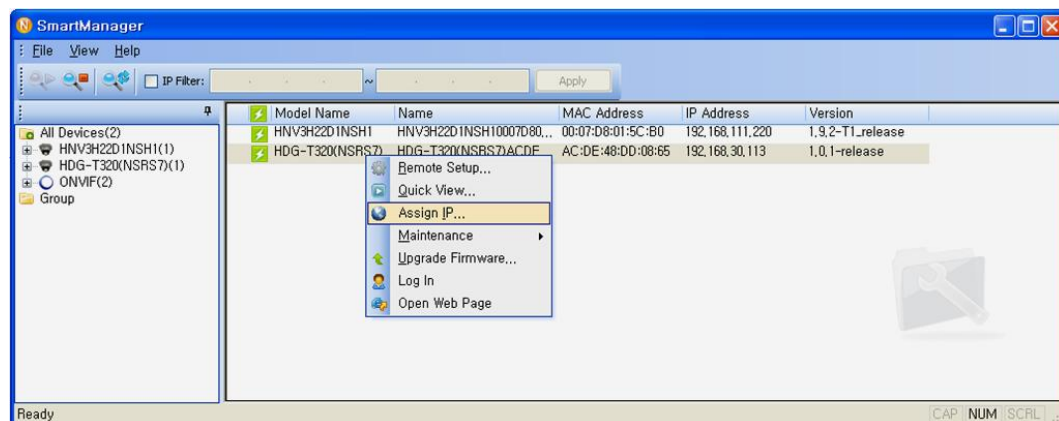 SmartManager
File View Help
IP Filter: . . . ~ . . . Apply
Model Name Name MAC Address IP Address Version
All Devices(2)
HNV3H22D1NSH1(1)
HDG-T320(NSRS7)(1)
ONVIF(2)
Group
HNV3H22D1NSH1 HNV3H22D1NSH10007D80... 00:07:D8:01:5C:B0 192,168,111,220 1,9,2-T1_release
HDG-T320(NSRS7) HDG-T320(NSRS7)ACDE AC:DE:48:DD:08:65 192,168,30,113 1,0,1-release
Remote Setup...
Quick View...
Assign IP...
Maintenance
Upgrade Firmware...
Log In
Open Web Page
Ready CAP NUM SCRL